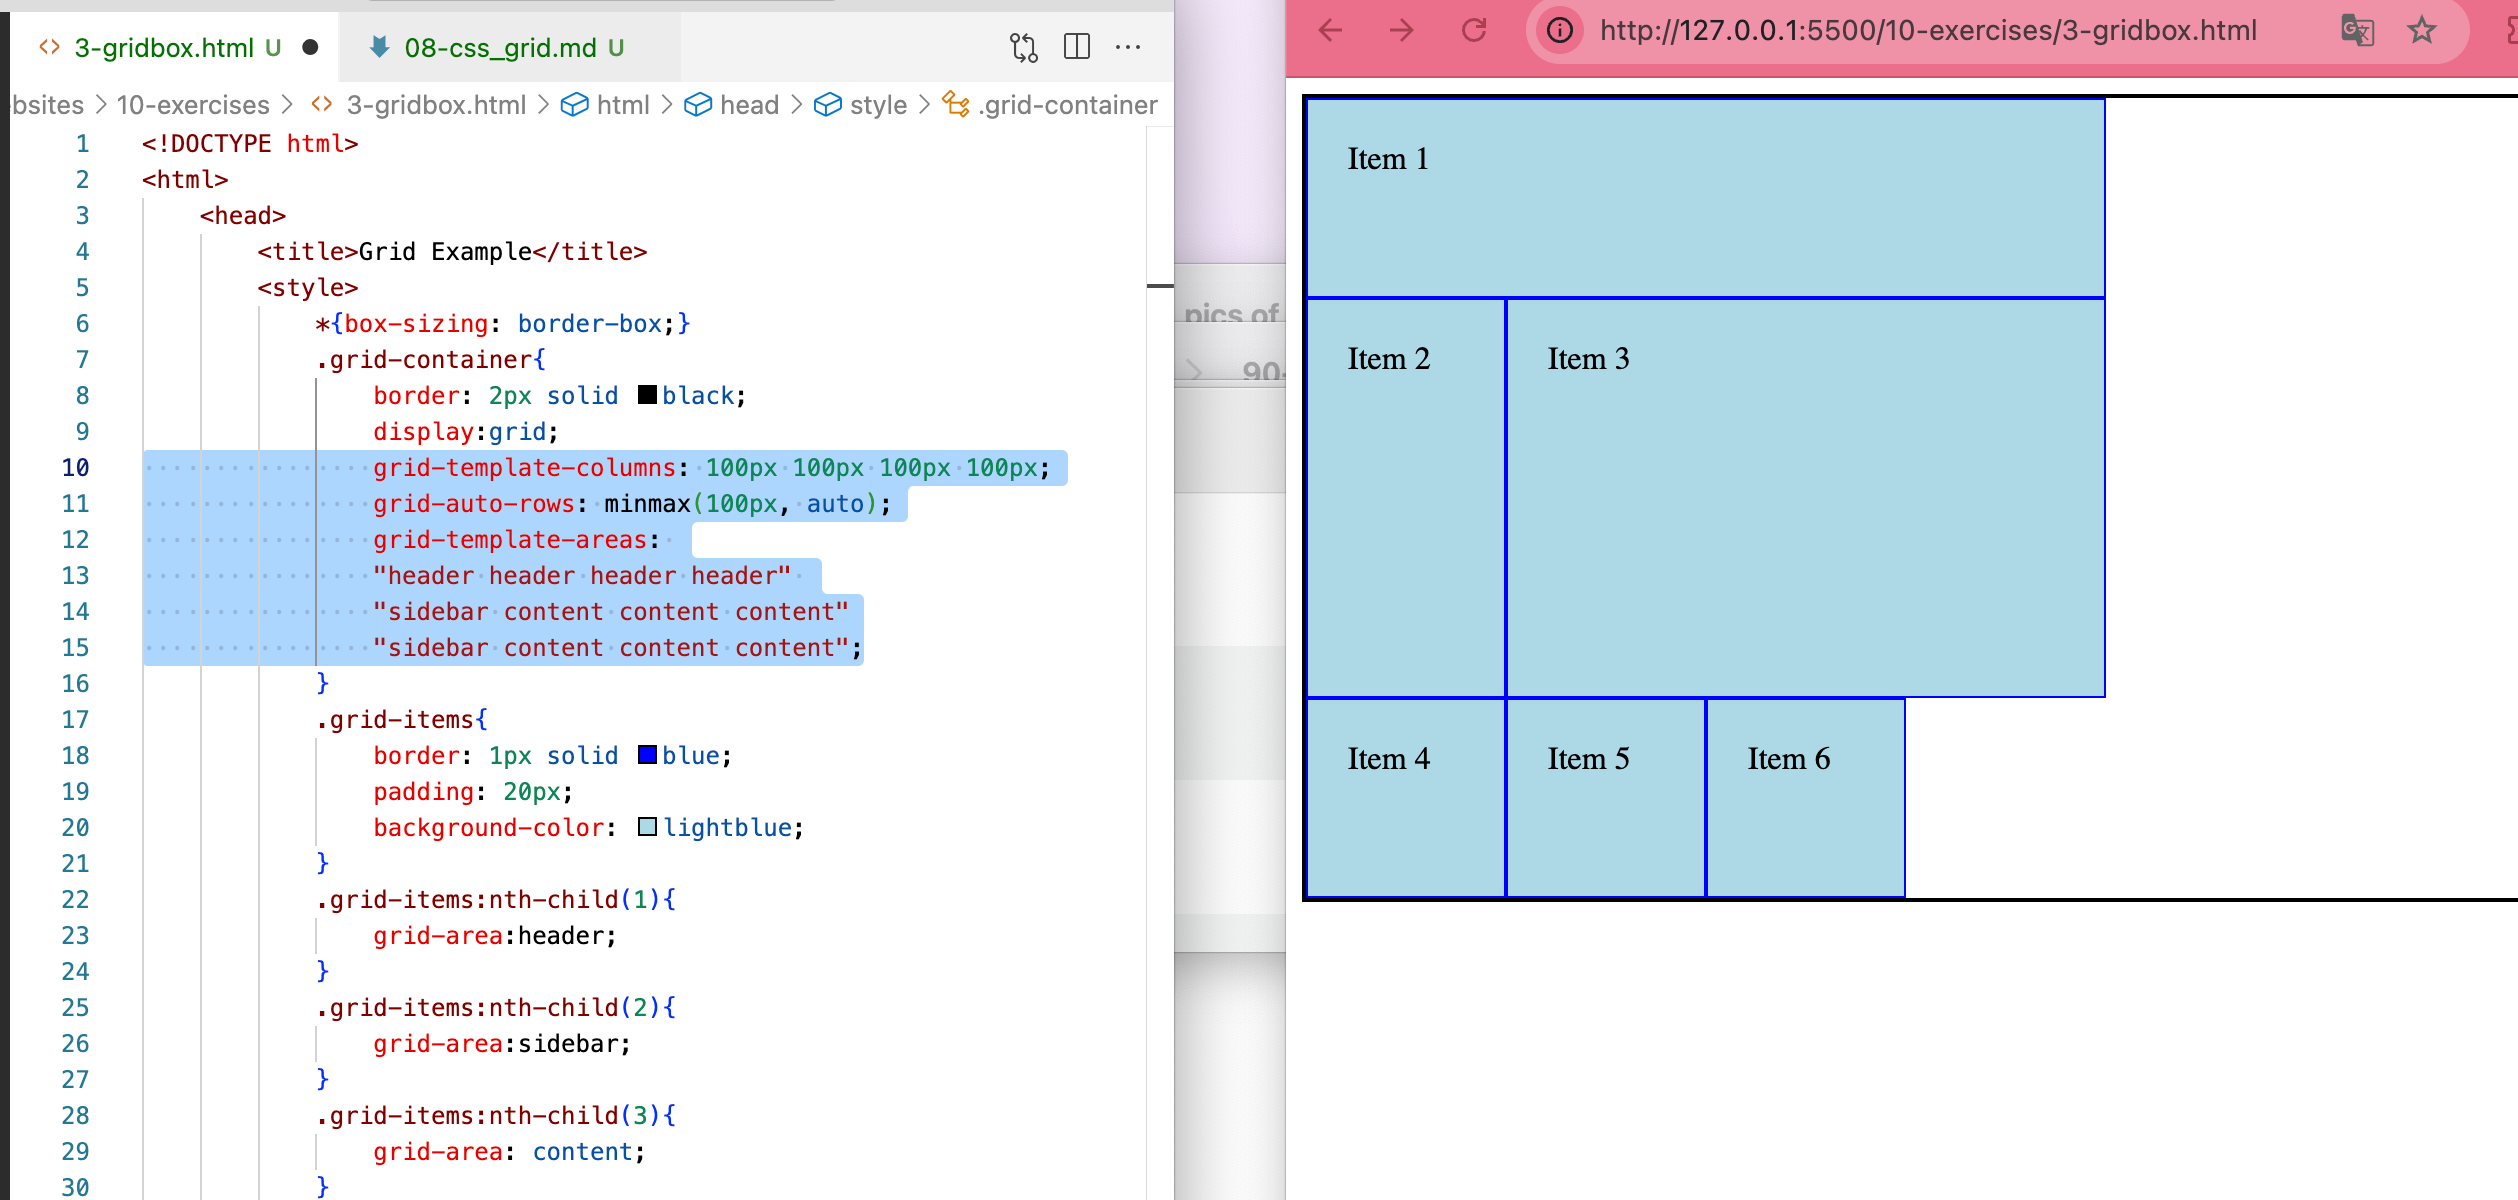 3-gridbox.html U
08-css_grid.md U
bsites > 10-exercises > <> 3-gridbox.html > html > head > style > .grid-container
1 <!DOCTYPE html>
2 <html>
3 <head>
4 <title>Grid Example</title>
5 <style>
6 *{box-sizing: border-box;}
7 .grid-container{
8 border: 2px solid black;
9 display:grid;
10 grid-template-columns: 100px 100px 100px 100px;
11 grid-auto-rows: minmax(100px, auto);
12 grid-template-areas:
13 "header header header header"
14 "sidebar content content content"
15 "sidebar content content content";
16 }
17 .grid-items{
18 border: 1px solid blue;
19 padding: 20px;
20 background-color: lightblue;
21 }
22 .grid-items:nth-child(1){
23 grid-area:header;
24 }
25 .grid-items:nth-child(2){
26 grid-area:sidebar;
27 }
28 .grid-items:nth-child(3){
29 grid-area: content;
30 }
pics of
90-
http://127.0.0.1:5500/10-exercises/3-gridbox.html
Item 1
Item 2
Item 3
Item 4
Item 5
Item 6